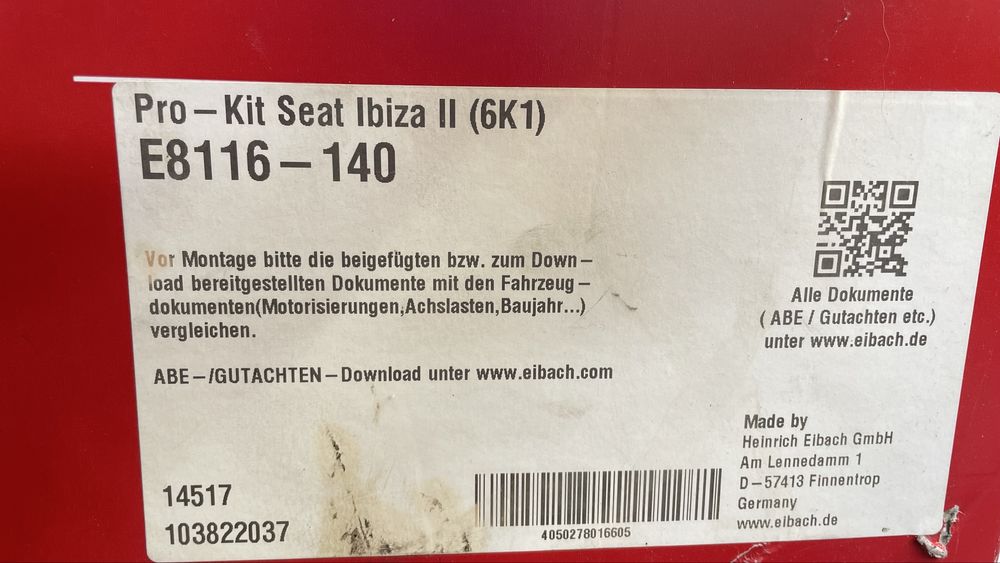 Pro-Kit Seat Ibiza II (6K1)
E8116-140
Vor Montage bitte die beigefügten bzw. zum Down-
load bereitgestellten Dokumente mit den Fahrzeug-
dokumenten(Motorisierungen,Achslasten,Baujahr...)
vergleichen.
ABE-/GUTACHTEN-Download unter www.eibach.com
Alle Dokumente
( ABE / Gutachten etc.)
unter www.eibach.de
Made by
Heinrich Eibach GmbH
Am Lennedamm 1
D-57413 Finnentrop
Germany
www.eibach.de
14517
103822037
4050278016605